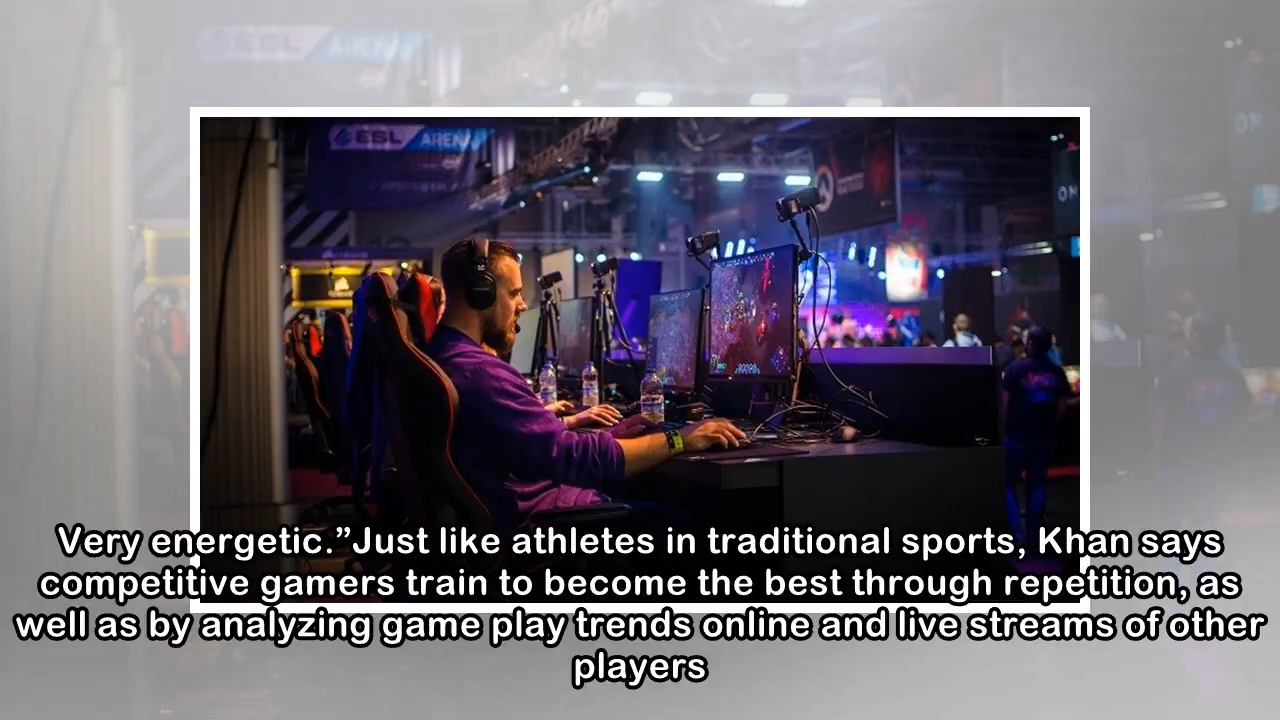 ESL ARENA
Very energetic.”Just like athletes in traditional sports, Khan says
competitive gamers train to become the best through repetition, as
well as by analyzing game play trends online and live streams of other
players